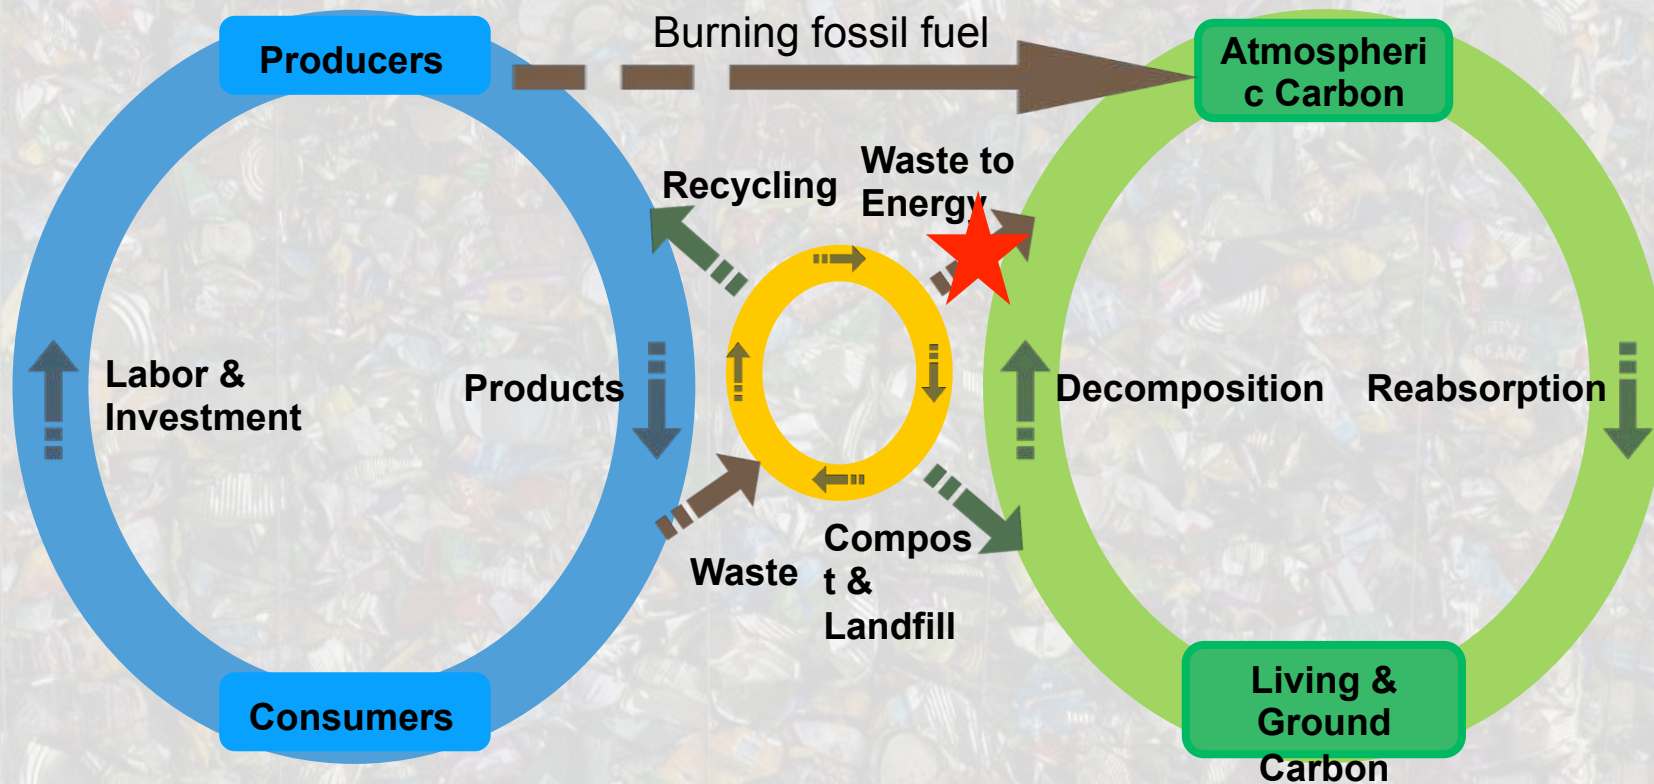 Producers
Burning fossil fuel
Atmospheri
c Carbon
Recycling
Waste to
Energy
Labor &
Investment
Products
Decomposition
Reabsorption
Waste
Compos
t &
Landfill
Consumers
Living &
Ground
Carbon